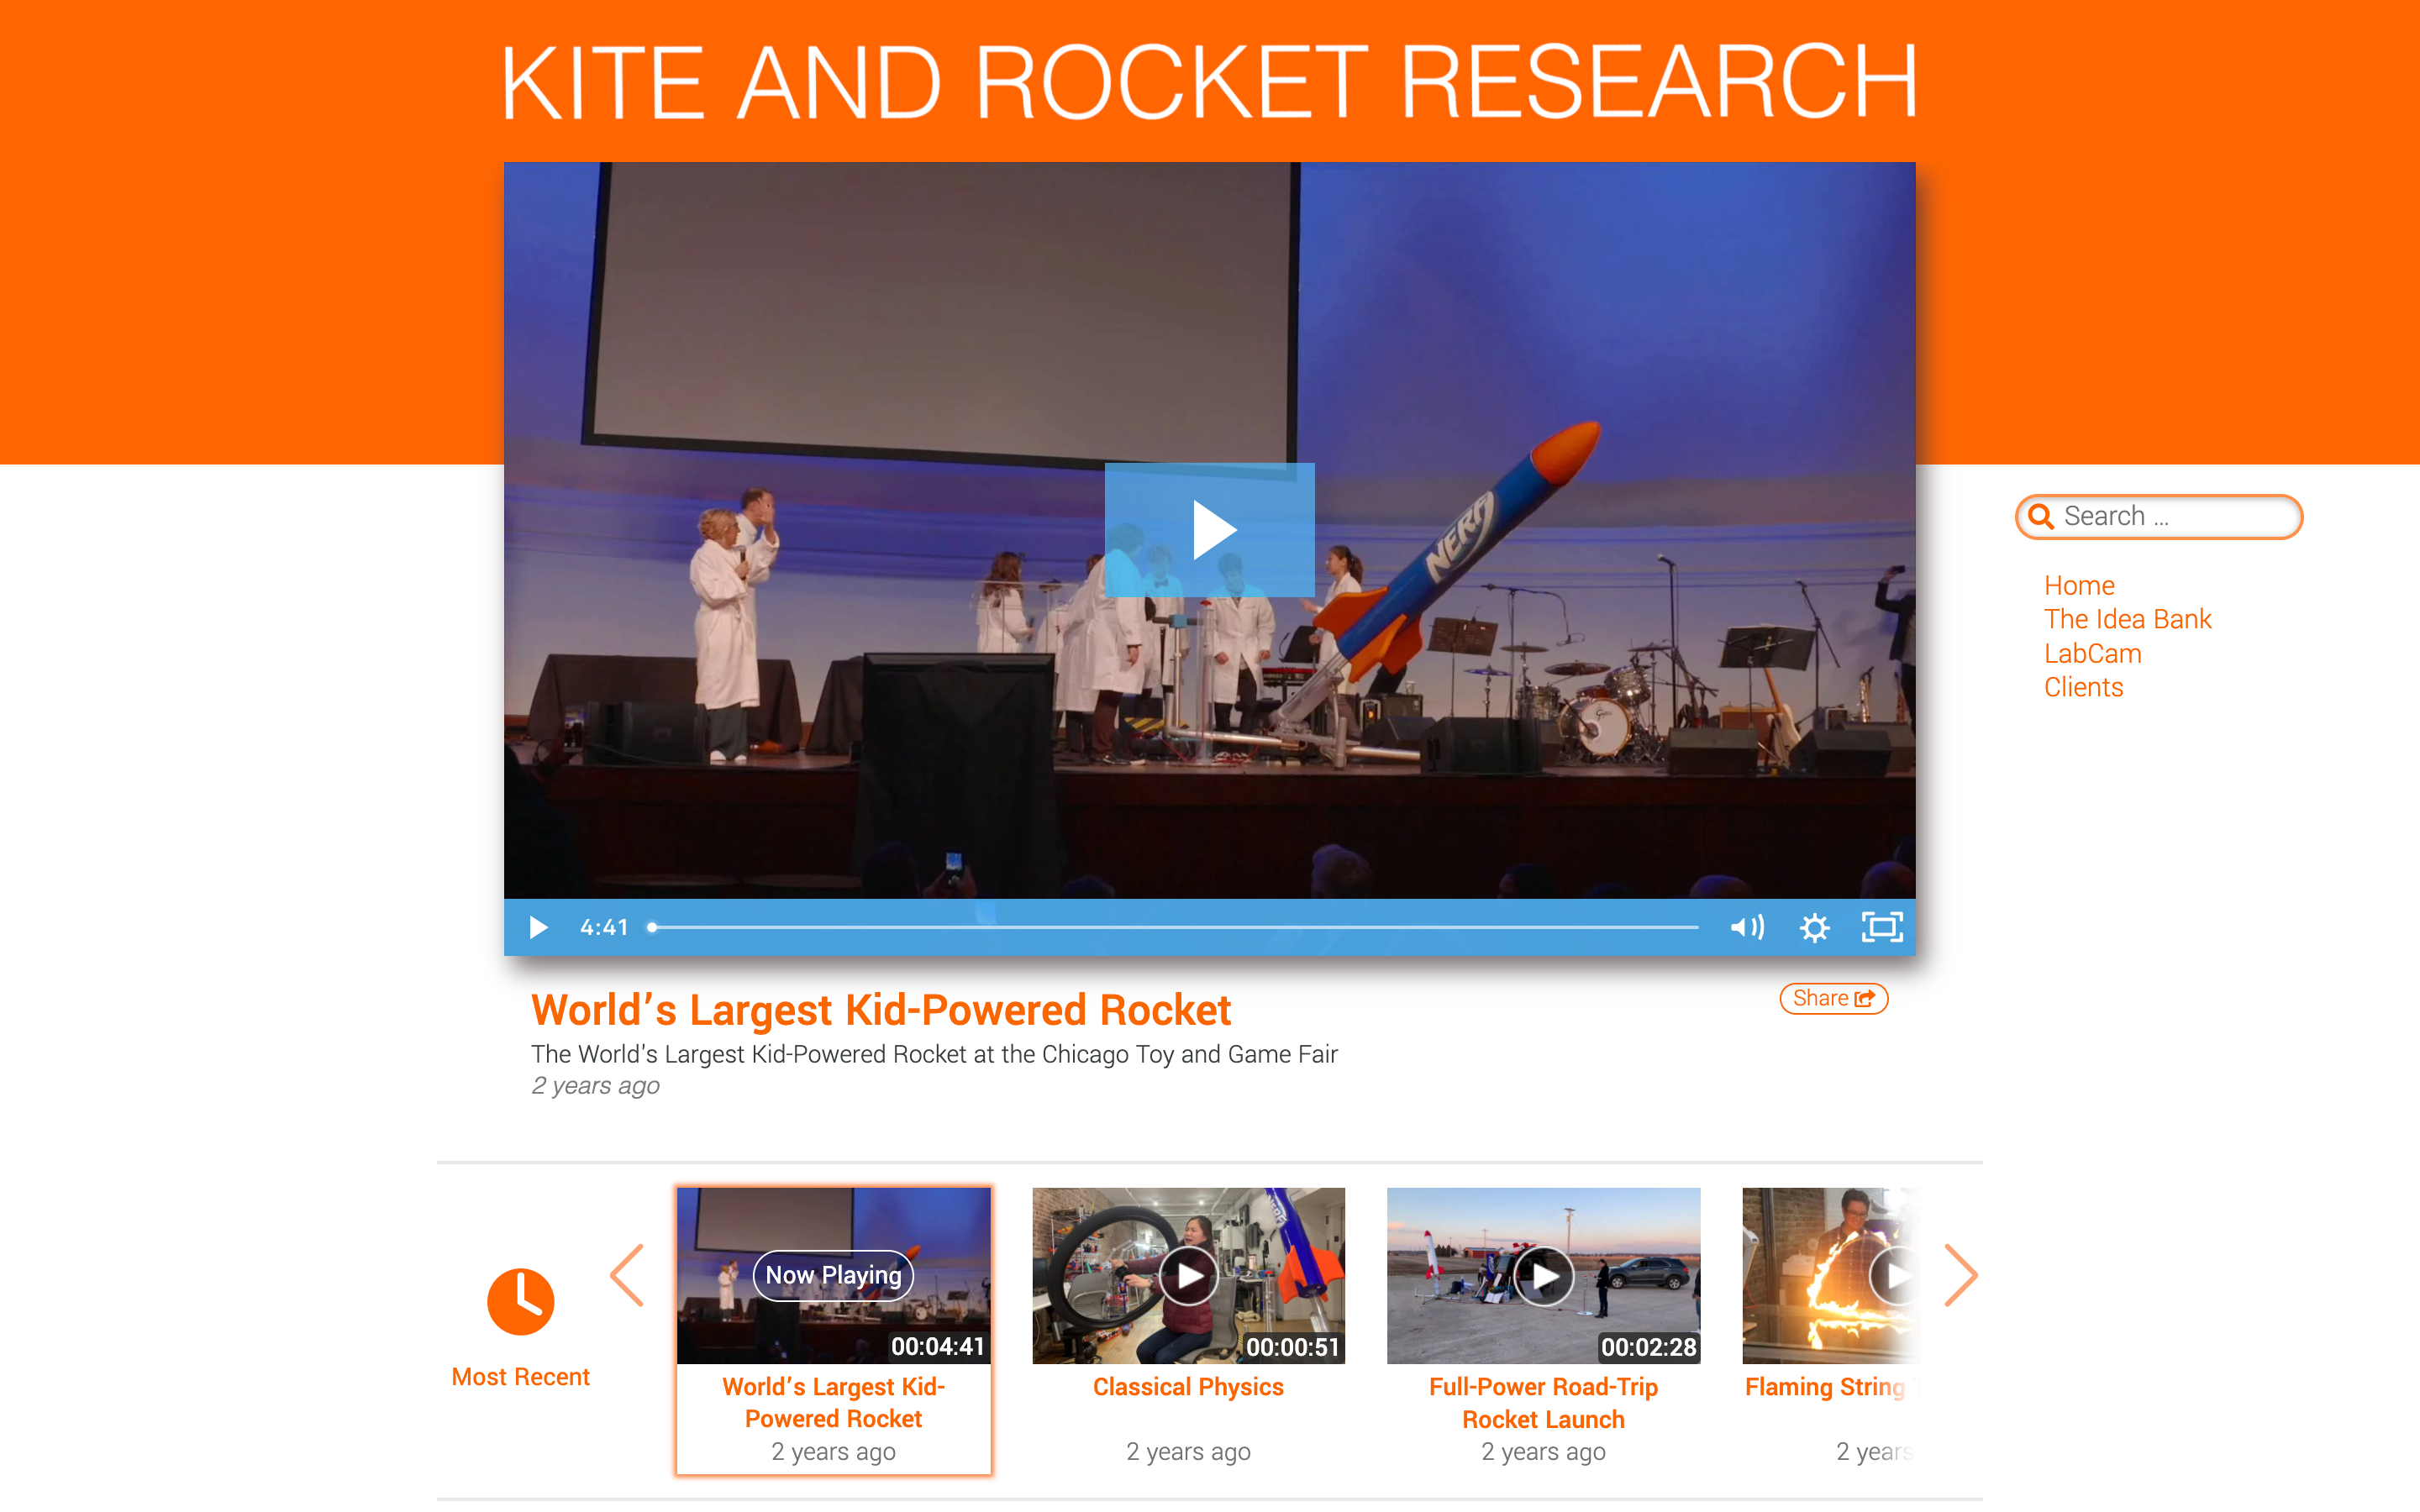 KITE AND ROCKET RESEARCH
NERF
4:41
Search ...
Home
The Idea Bank
LabCam
Clients
World's Largest Kid-Powered Rocket
Share
The World's Largest Kid-Powered Rocket at the Chicago Toy and Game Fair
2 years ago
Most Recent
Now Playing
00:04:41
World's Largest Kid-
Powered Rocket
2 years ago
00:00:51
Classical Physics
2 years ago
00:02:28
Full-Power Road-Trip
Rocket Launch
2 years ago
Flaming String
2 years